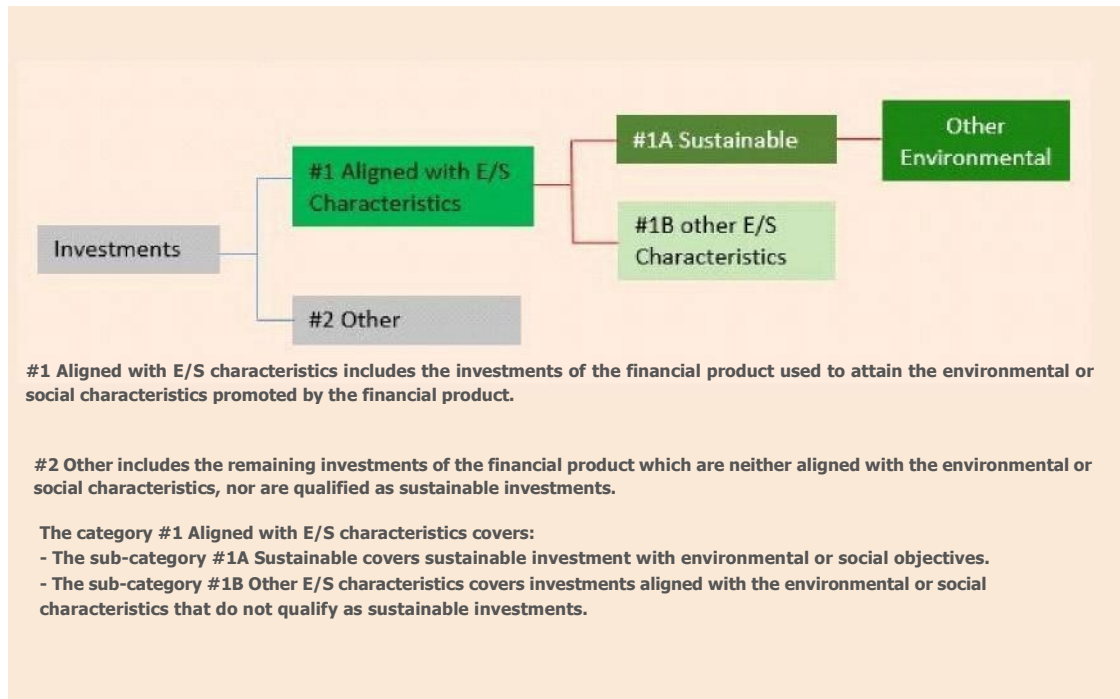 Other
Environmental
#1A Sustainable
#1 Aligned with E/S
Characteristics
#1B other E/S
Characteristics
Investments
#2 Other
#1 Aligned with E/S characteristics includes the investments of the financial product used to attain the environmental or
social characteristics promoted by the financial product.
#2 Other includes the remaining investments of the financial product which are neither aligned with the environmental or
social characteristics, nor are qualified as sustainable investments.
The category #1 Aligned with E/S characteristics covers:
- The sub-category #1A Sustainable covers sustainable investment with environmental or social objectives.
- The sub-category #1B Other E/S characteristics covers investments aligned with the environmental or social
characteristics that do not qualify as sustainable investments.